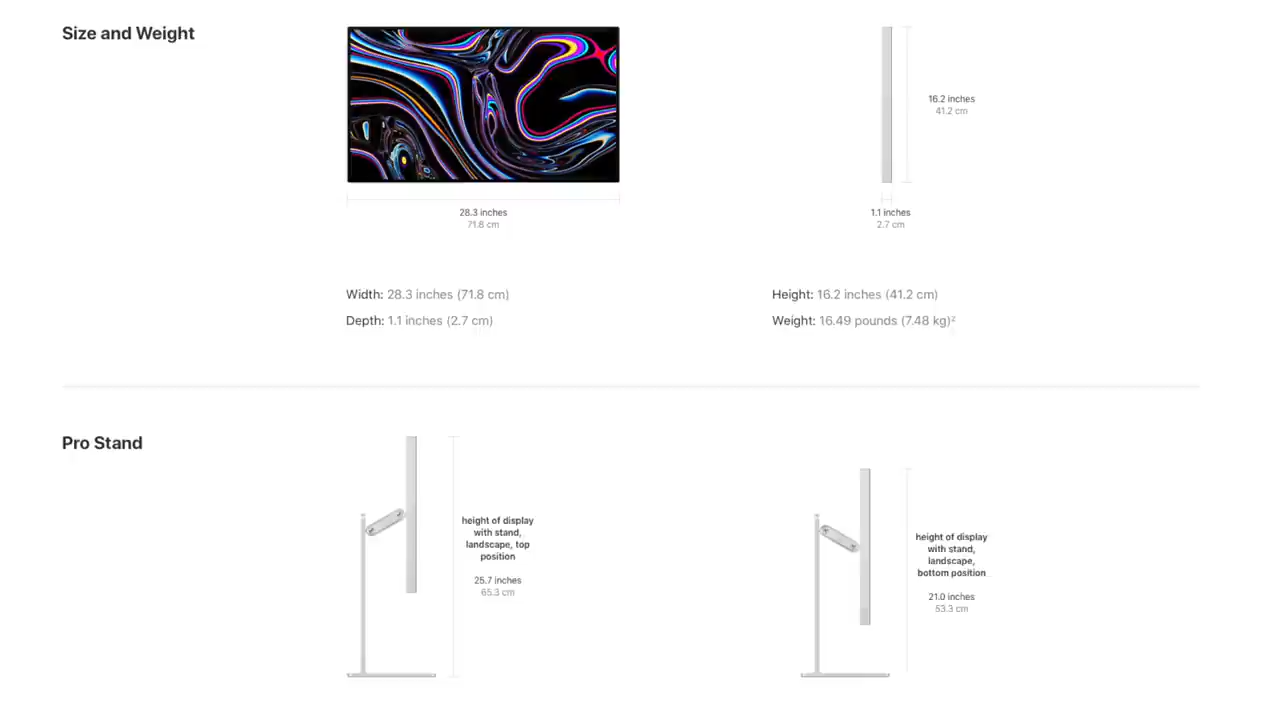 Size and Weight
16.2 inches
41.2 cm
28.3 inches
71.8 cm
1.1 inches
2.7 cm
Width: 28.3 inches (71.8 cm)
Height: 16.2 inches (41.2 cm)
Depth: 1.1 inches (2.7 cm)
Weight: 16.49 pounds (7.48 kg)²
Pro Stand
height of display
with stand,
landscape, top
position
25.7 inches
65.3 cm
height of display
with stand,
landscape,
bottom position
21.0 inches
53.3 cm